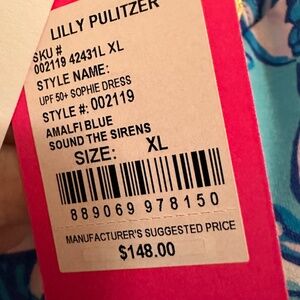 LILLY PULITZER
SKU #
002119 42431L XL
STYLE NAME:
UPF 50+ SOPHIE DRESS
STYLE #: 002119
AMALFI BLUE
SOUND THE SIRENS
SIZE: XL
889069 978150
MANUFACTURER'S SUGGESTED PRICE
$148.00